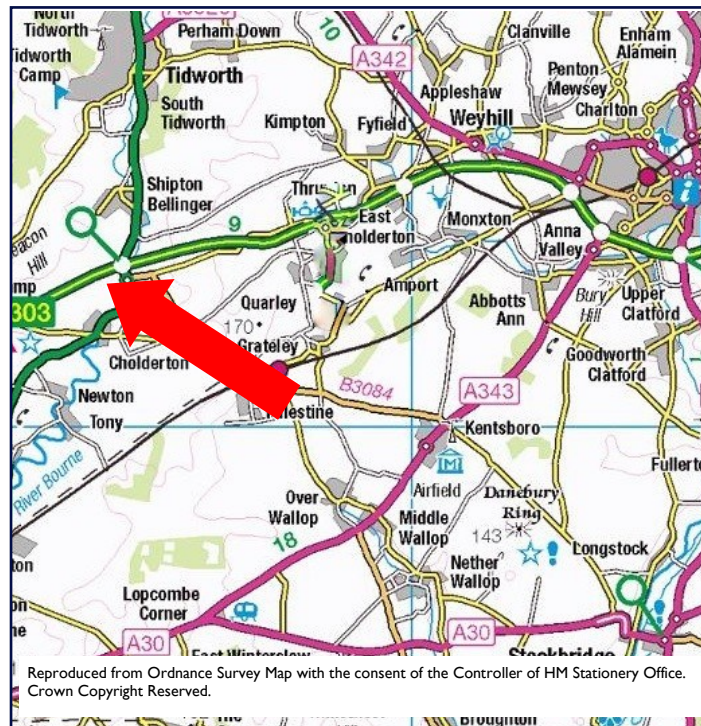 North
Tidworth
Perham Down
10
Clanville
Enham
Alamein
Tidworth
Camp
Tidworth
A342
Penton
Mewsey
Appleshaw
South
Tidworth
Weyhill
Charlton
Kimpton
Fyfield
Shipton
Bellinger
9
East
Monxton
Anna
Valley
i
Hill
303
Quarley
Amport
Abbotts
Ann
Bury
Hill
Upper
Clatford
170
Cholderton
Grateley
Goodworth
Clatford
Newton
Tony
B3084
A343
Kentsboro
River Bourne
Over
Wallop
Airfield
Danebury
Ring
18
Middle
Wallop
143
Longstock
Nether
Wallop
Lopcombe
Corner
A30
A30
East Winterslow
Stockbridge
Reproduced from Ordnance Survey Map with the consent of the Controller of HM Stationery Office.
Crown Copyright Reserved.
Broughton